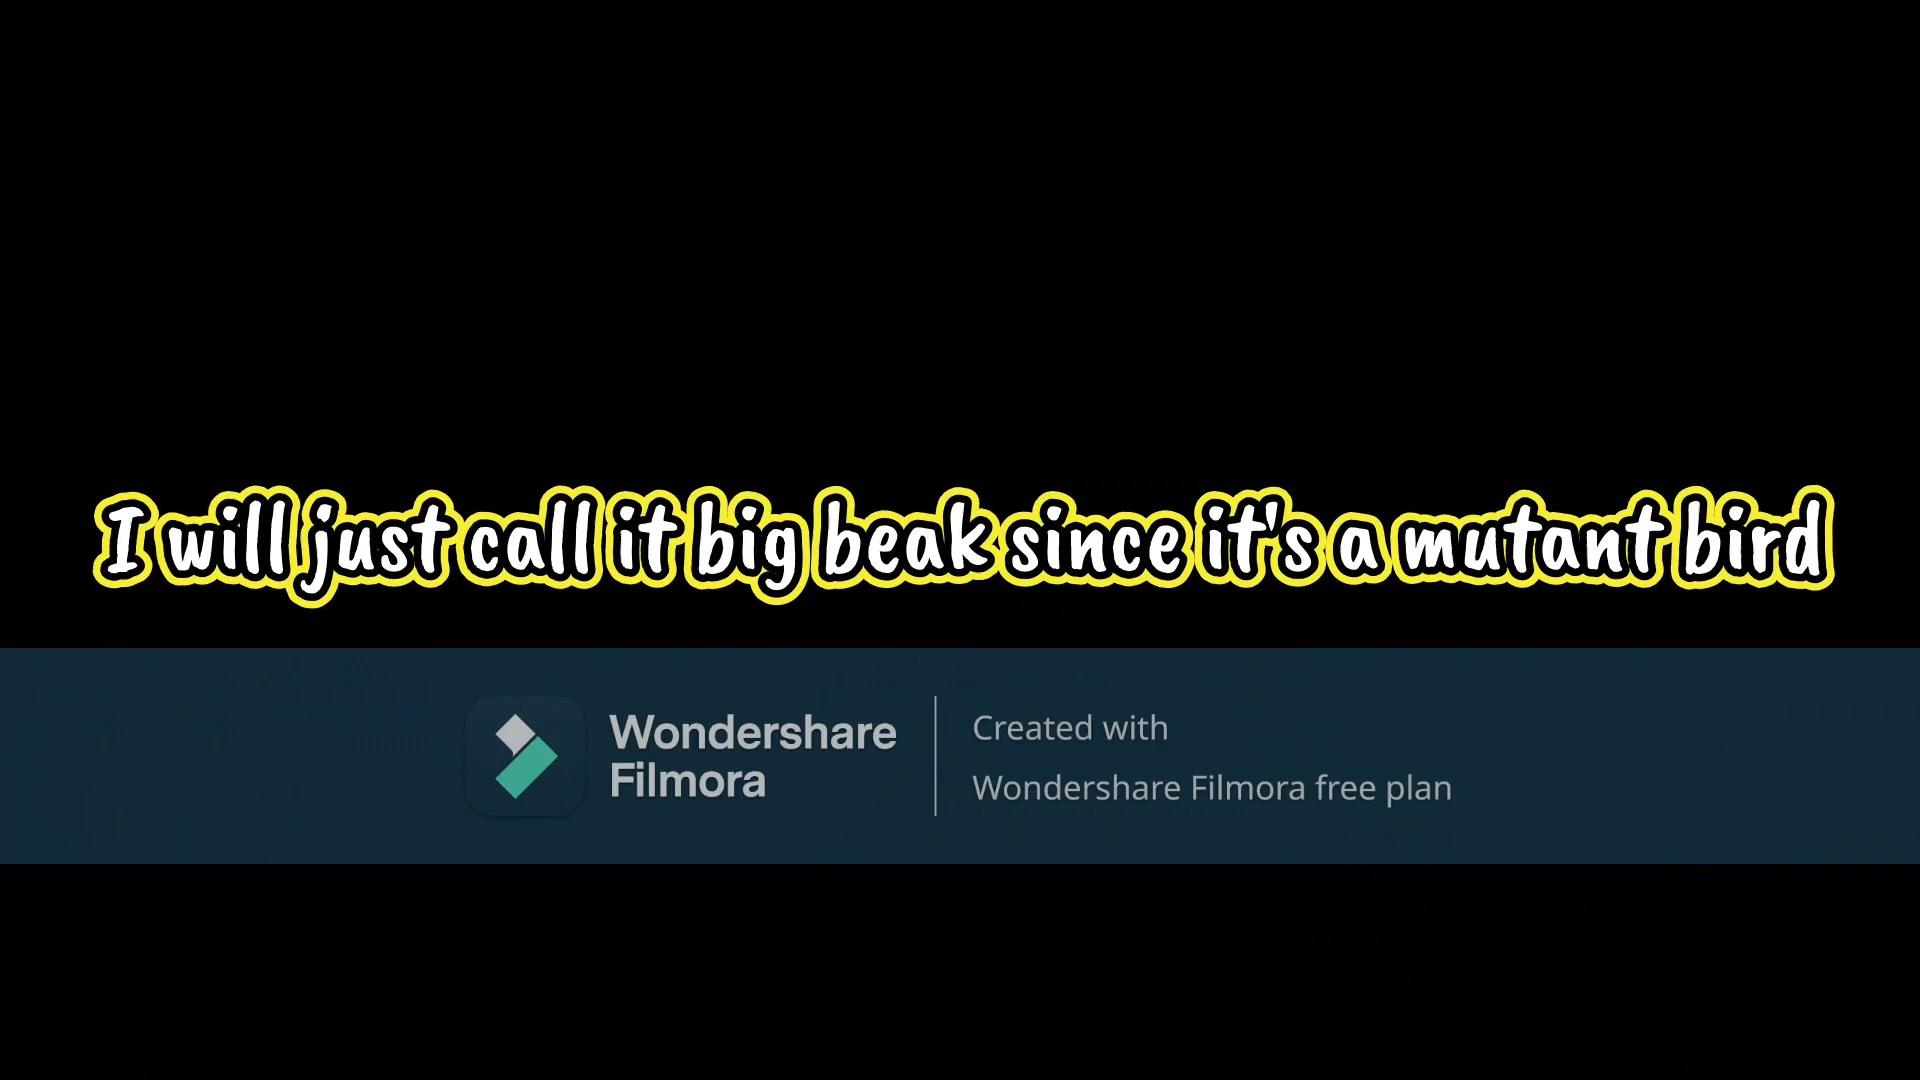 I will just call it big beak since it's a mutant bird
Wondershare
Filmora
Created with
Wondershare Filmora free plan